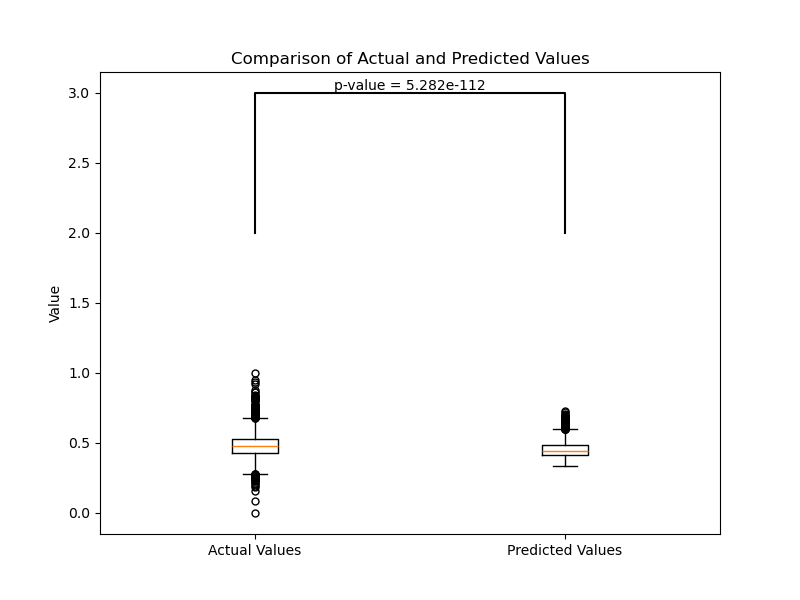 Comparison of Actual and Predicted Values
p-value = 5.282e-112
3.0
2.5
2.0
1.5
1.0
0.5
0.0
Value
Actual Values
Predicted Values